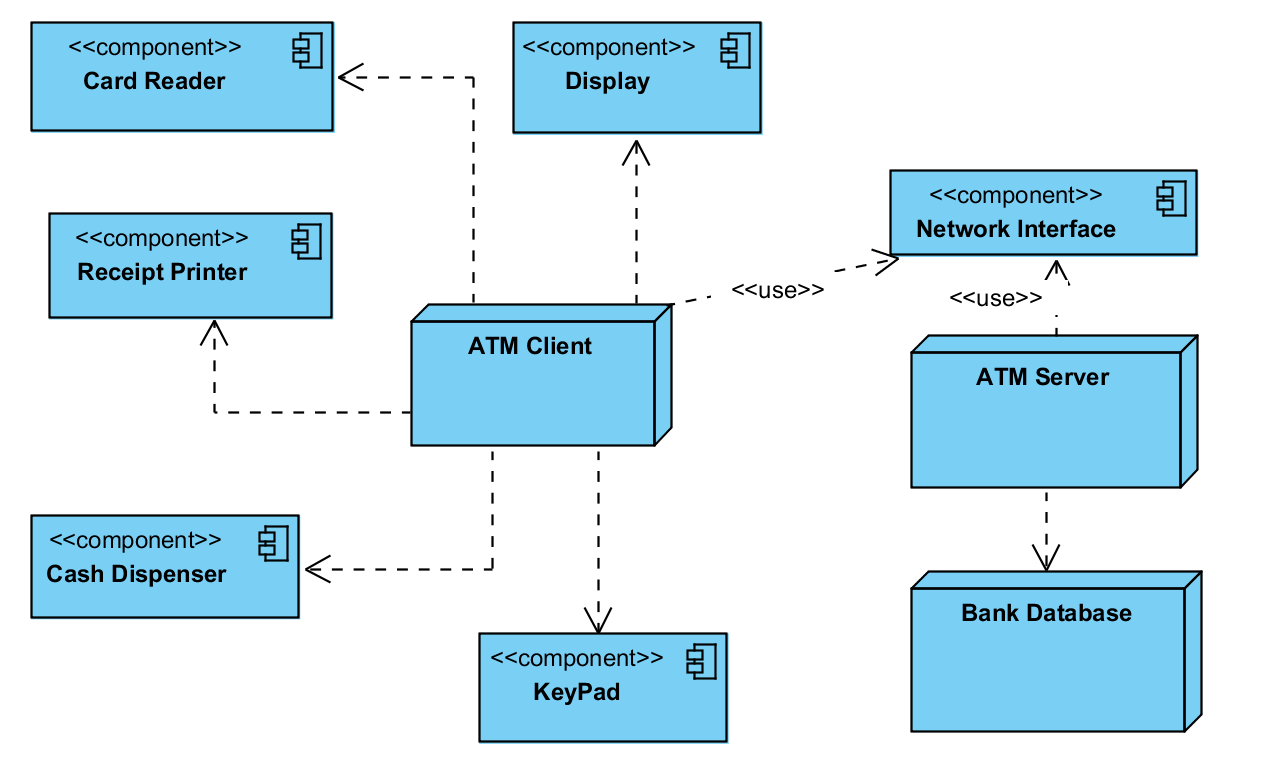 <<component>>
Card Reader
<<component>>
Display
<<component>>
Network Interface
<<component>>
Receipt Printer
<<use>>
<<use>>
ATM Client
ATM Server
<<component>>
Cash Dispenser
Bank Database
<<component>>
KeyPad